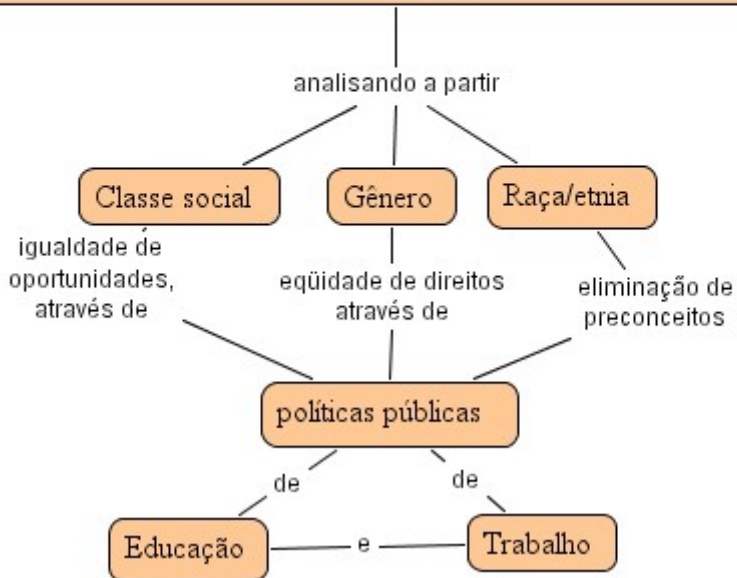 analisando a partir
Classe social
Gênero
Raça/etnia
igualdade de
oportunidades,
através de
eqüidade de direitos
através de
eliminação de
preconceitos
políticas públicas
de
de
Educação
e
Trabalho